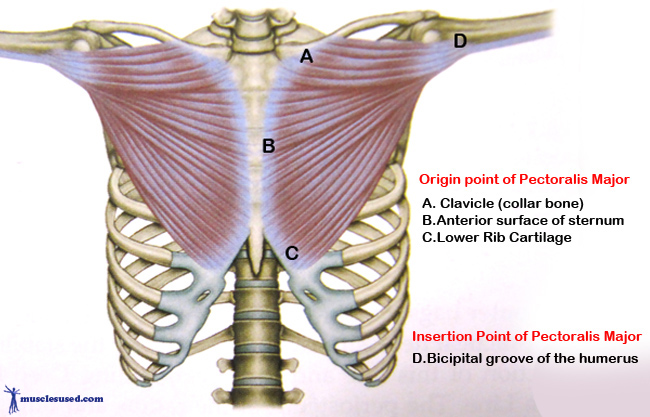 A
D
B
C
Origin point of Pectoralis Major
A. Clavicle (collar bone)
B.Anterior surface of sternum
C.Lower Rib Cartilage
Insertion Point of Pectoralis Major
D.Bicipital groove of the humerus
musclesused.com